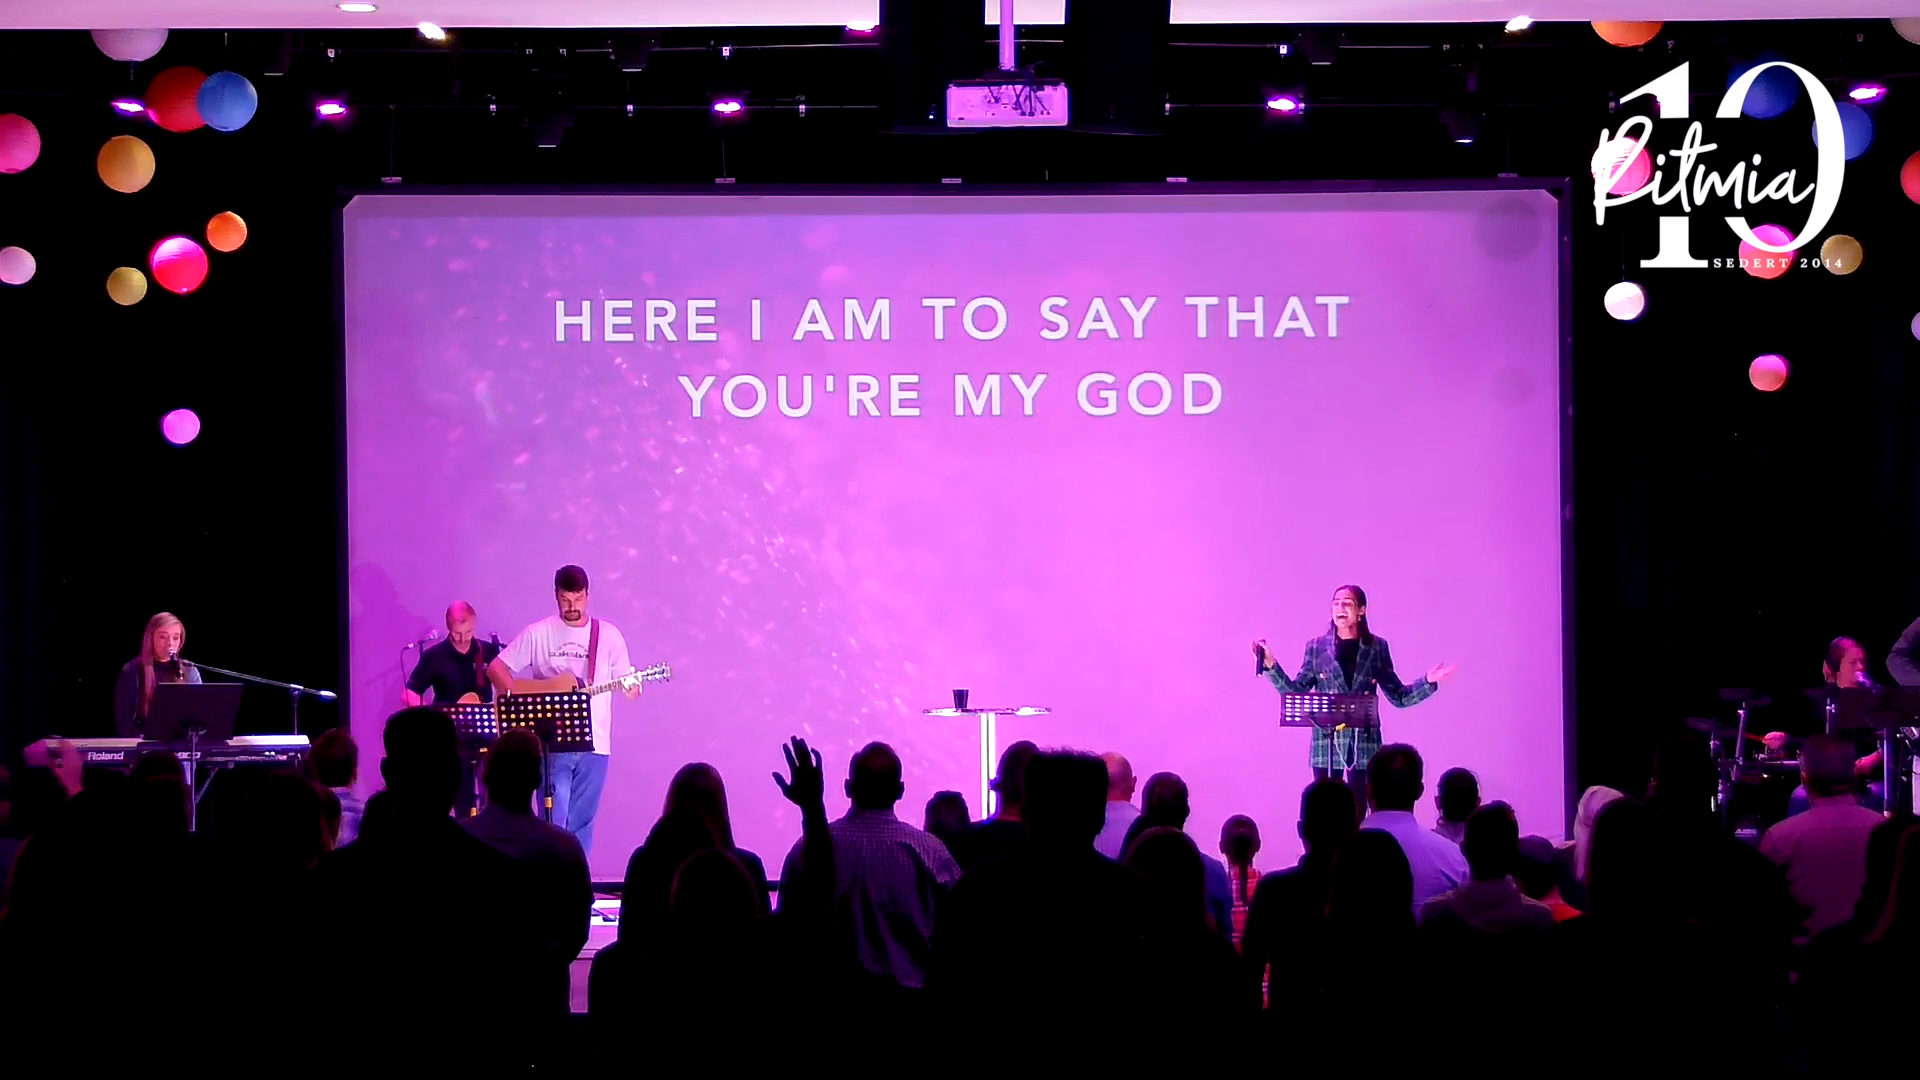 10
Ritmia
SEDERT 2014
HERE I AM TO SAY THAT
YOU'RE MY GOD
Roland